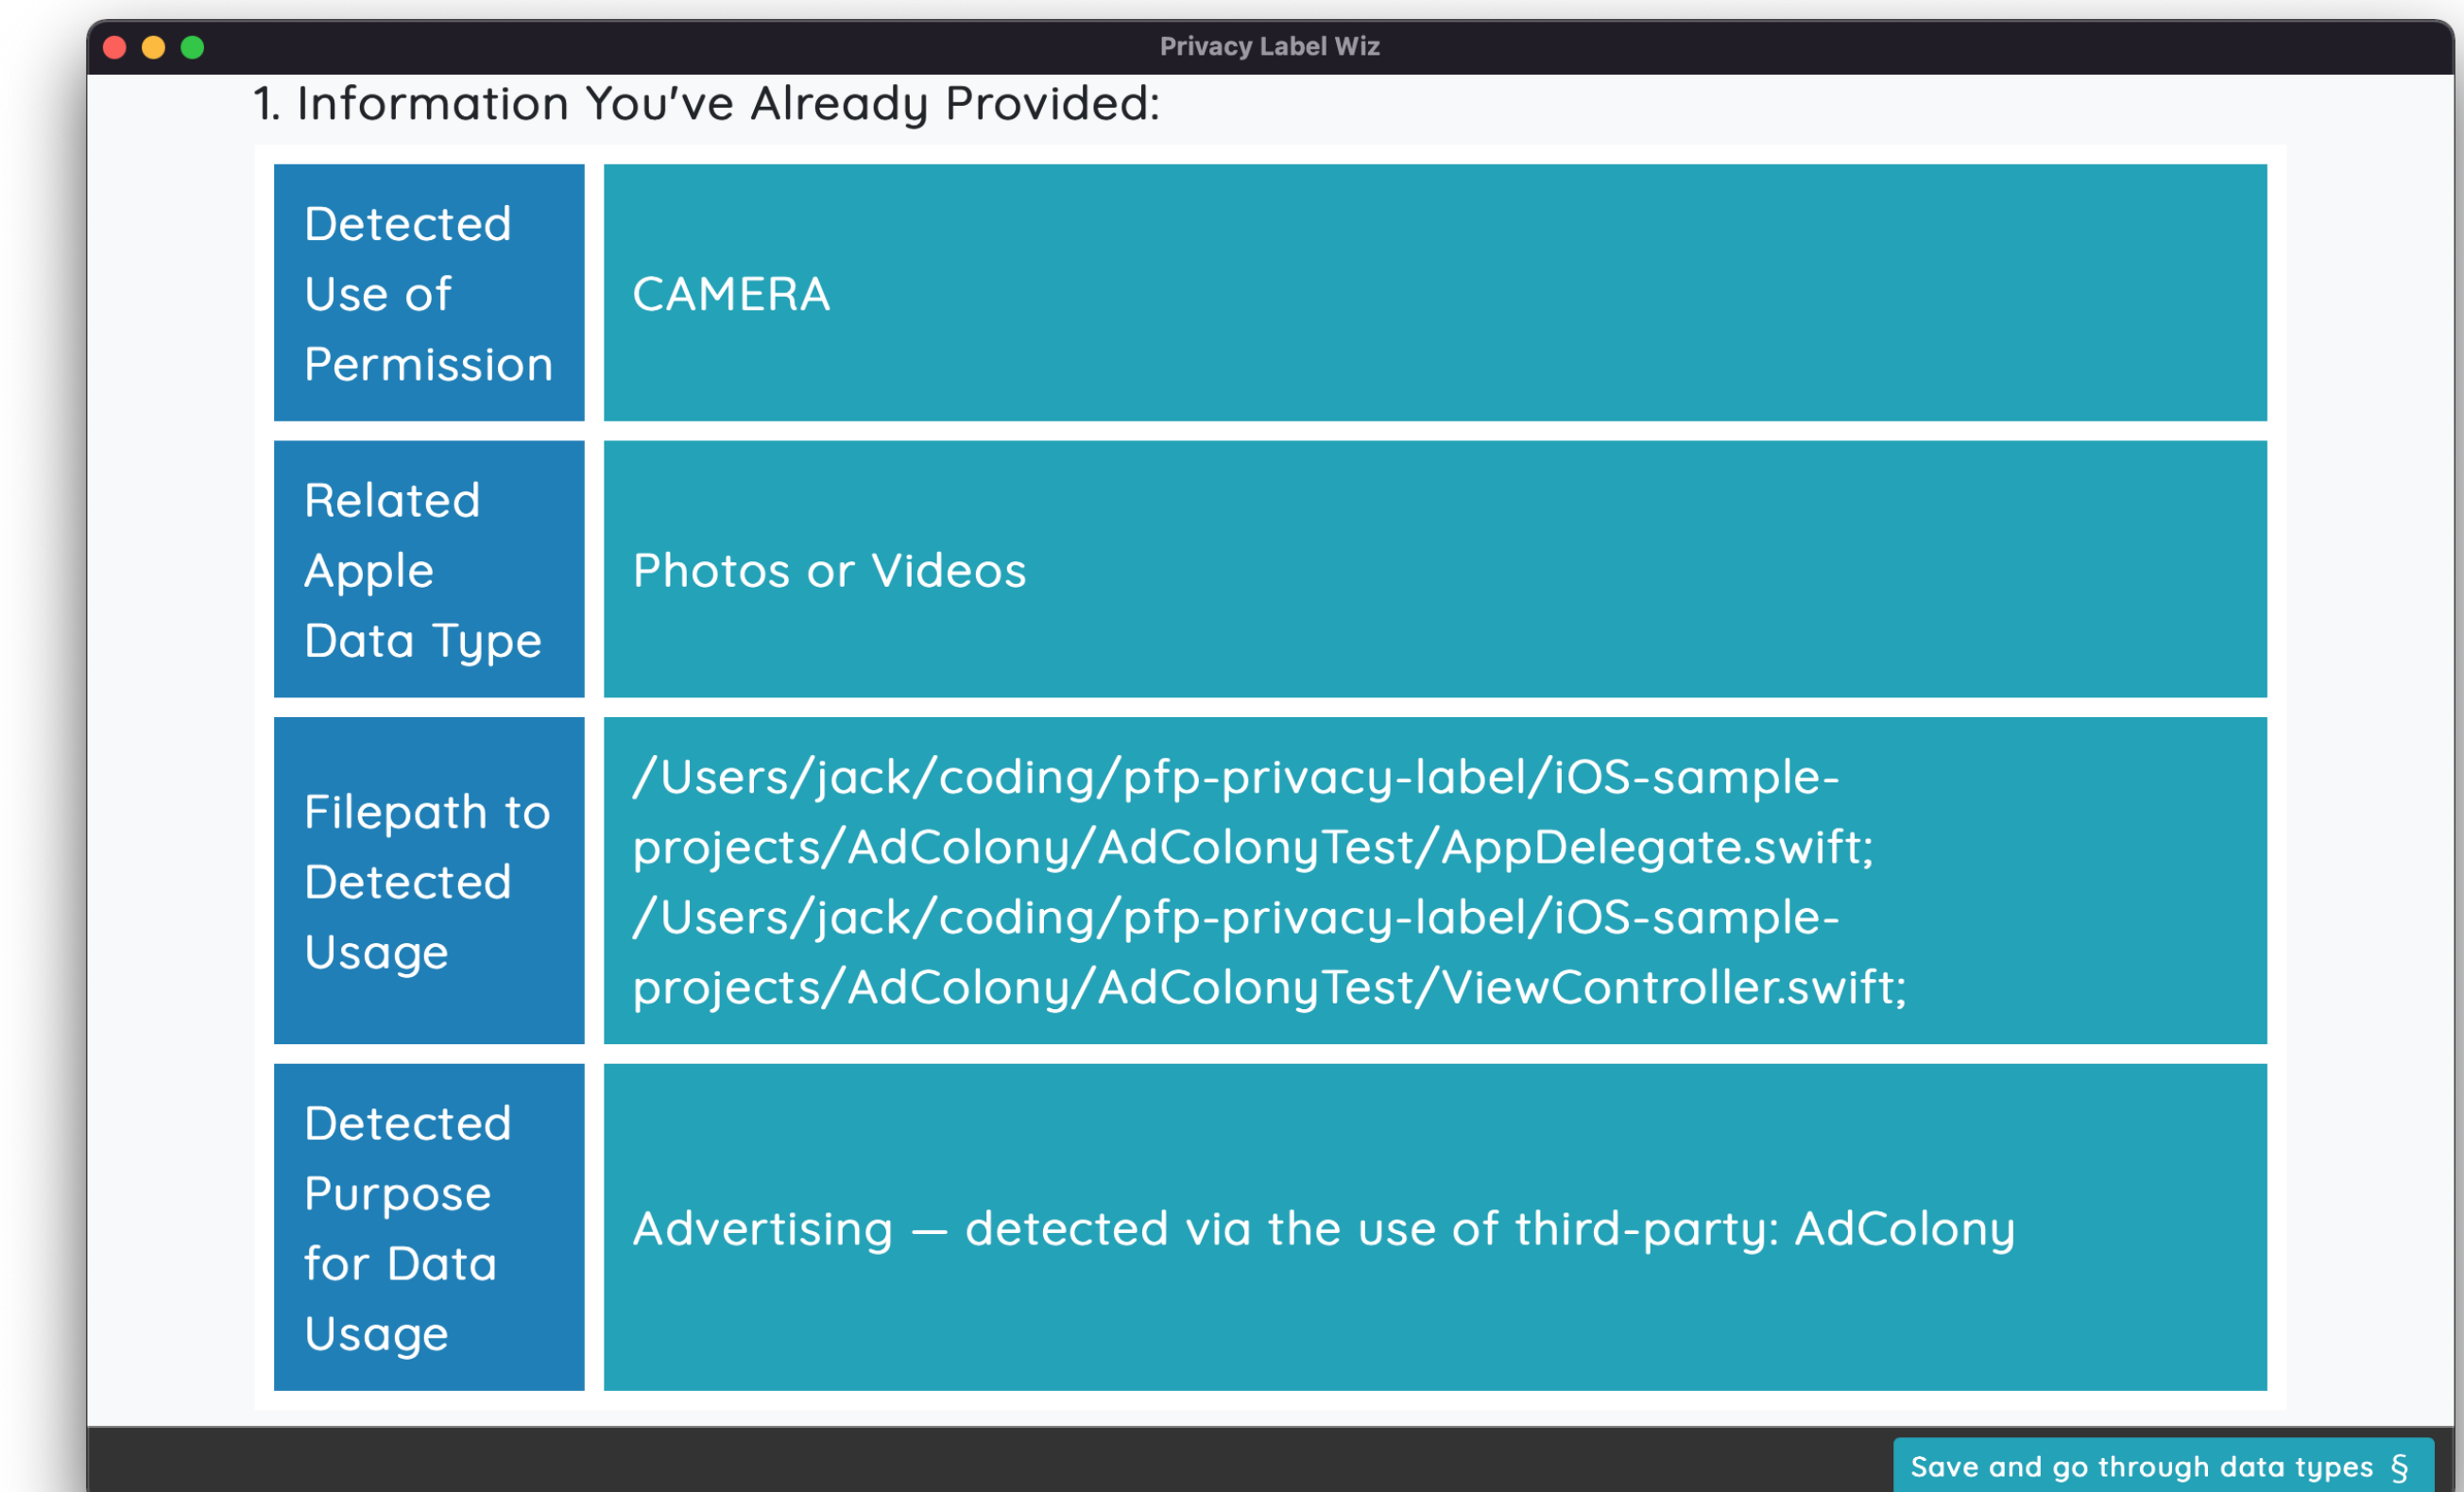 Privacy Label Wiz
1. Information You've Already Provided:
Detected
Use of
Permission
CAMERA
Related
Apple
Data Type
Photos or Videos
Filepath to
Detected
Usage
/Users/jack/coding/pfp-privacy-label/iOS-sample-
projects/AdColony/AdColonyTest/AppDelegate.swift;
/Users/jack/coding/pfp-privacy-label/iOS-sample-
projects/AdColony/AdColonyTest/ViewController.swift;
Detected
Purpose
for Data
Usage
Advertising — detected via the use of third-party: AdColony
Save and go through data types §